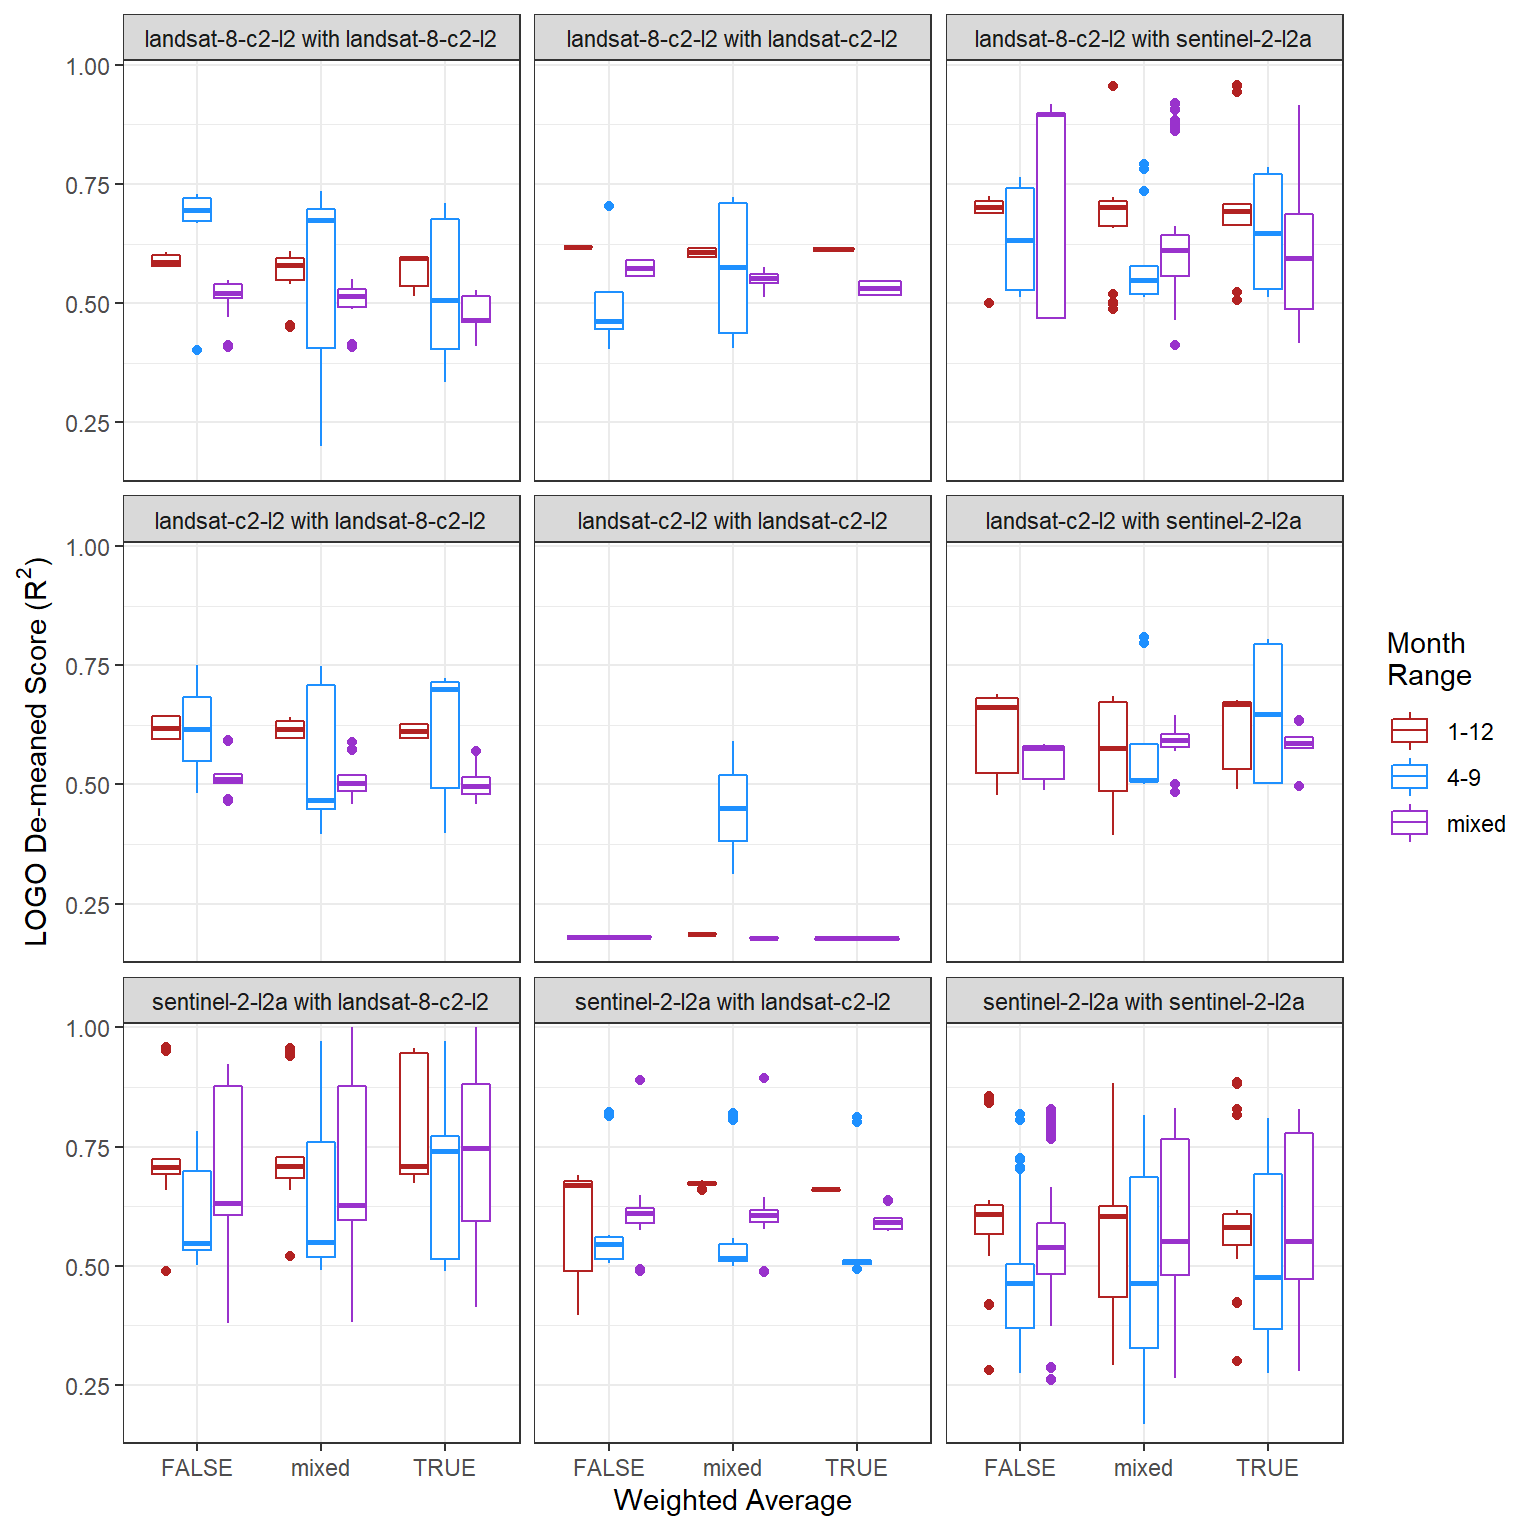 landsat-8-c2-l2 with landsat-8-c2-l2
landsat-8-c2-l2 with landsat-c2-l2
landsat-8-c2-l2 with sentinel-2-l2a
1.00
0.75
0.50
0.25
landsat-c2-l2 with landsat-8-c2-l2
landsat-c2-l2 with landsat-c2-l2
landsat-c2-l2 with sentinel-2-l2a
1.00
0.75
0.50
0.25
sentinel-2-l2a with landsat-8-c2-l2
sentinel-2-l2a with landsat-c2-l2
sentinel-2-l2a with sentinel-2-l2a
1.00
0.75
0.50
0.25
FALSE
mixed
TRUE
FALSE
mixed
TRUE
FALSE
mixed
TRUE
Weighted Average
LOGO De-meaned Score (R²)
Month
Range
1-12
4-9
mixed